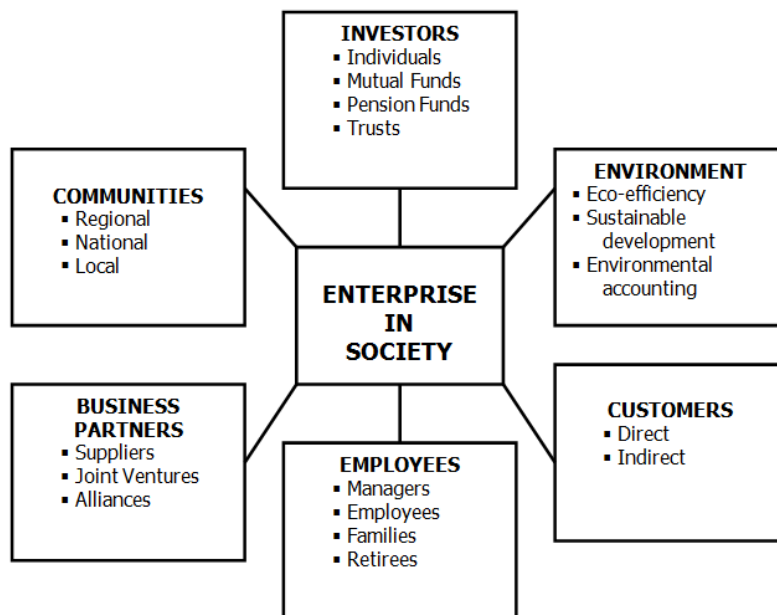 INVESTORS
▪ Individuals
▪ Mutual Funds
▪ Pension Funds
▪ Trusts
COMMUNITIES
▪ Regional
▪ National
▪ Local
ENVIRONMENT
▪ Eco-efficiency
▪ Sustainable
development
▪ Environmental
accounting
ENTERPRISE
IN
SOCIETY
BUSINESS
PARTNERS
▪ Suppliers
▪ Joint Ventures
▪ Alliances
EMPLOYEES
▪ Managers
▪ Employees
▪ Families
▪ Retirees
CUSTOMERS
▪ Direct
▪ Indirect